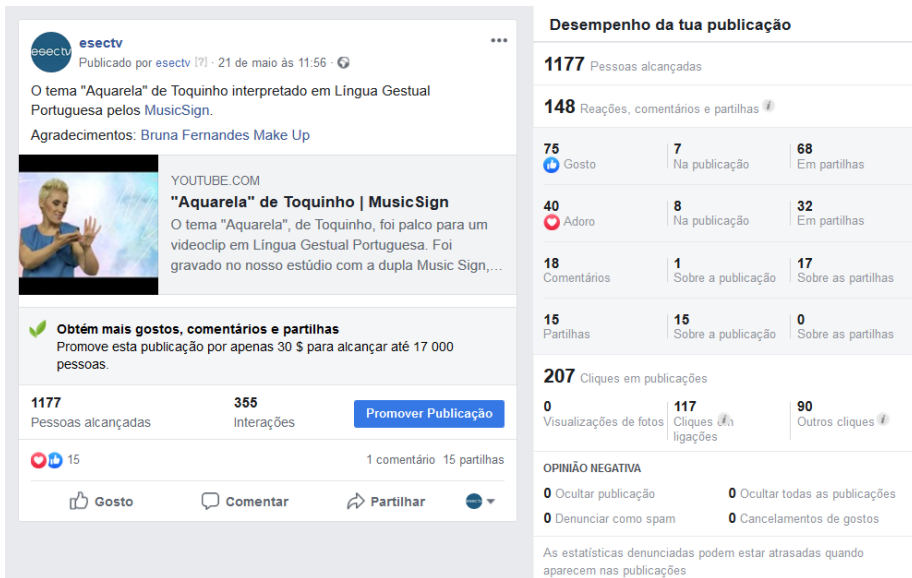 esectv
esectv
Publicado por esectv [?] · 21 de maio às 11:56 ·
O tema "Aquarela" de Toquinho interpretado em Língua Gestual
Portuguesa pelos MusicSign.
Agradecimentos: Bruna Fernandes Make Up
YOUTUBE.COM
"Aquarela" de Toquinho | MusicSign
O tema "Aquarela", de Toquinho, foi palco para um
videoclip em Língua Gestual Portuguesa. Foi
gravado no nosso estúdio com a dupla Music Sign,...
Obtém mais gostos, comentários e partilhas
Promove esta publicação por apenas 30 $ para alcançar até 17 000
pessoas.
1177 355
Pessoas alcançadas Interações Promover Publicação
15 1 comentário 15 partilhas
Gosto Comentar Partilhar
Desempenho da tua publicação
1177 Pessoas alcançadas
148 Reações, comentários e partilhas
75 7 68
Gosto Na publicação Em partilhas
40 8 32
Adoro Na publicação Em partilhas
18 1 17
Comentários Sobre a publicação Sobre as partilhas
15 15 0
Partilhas Sobre a publicação Sobre as partilhas
207 Cliques em publicações
0 117 90
Visualizações de fotos Cliques em Outros cliques
ligações
OPINIÃO NEGATIVA
0 Ocultar publicação 0 Ocultar todas as publicações
0 Denunciar como spam 0 Cancelamentos de gostos
As estatísticas denunciadas podem estar atrasadas quando
aparecem nas publicações